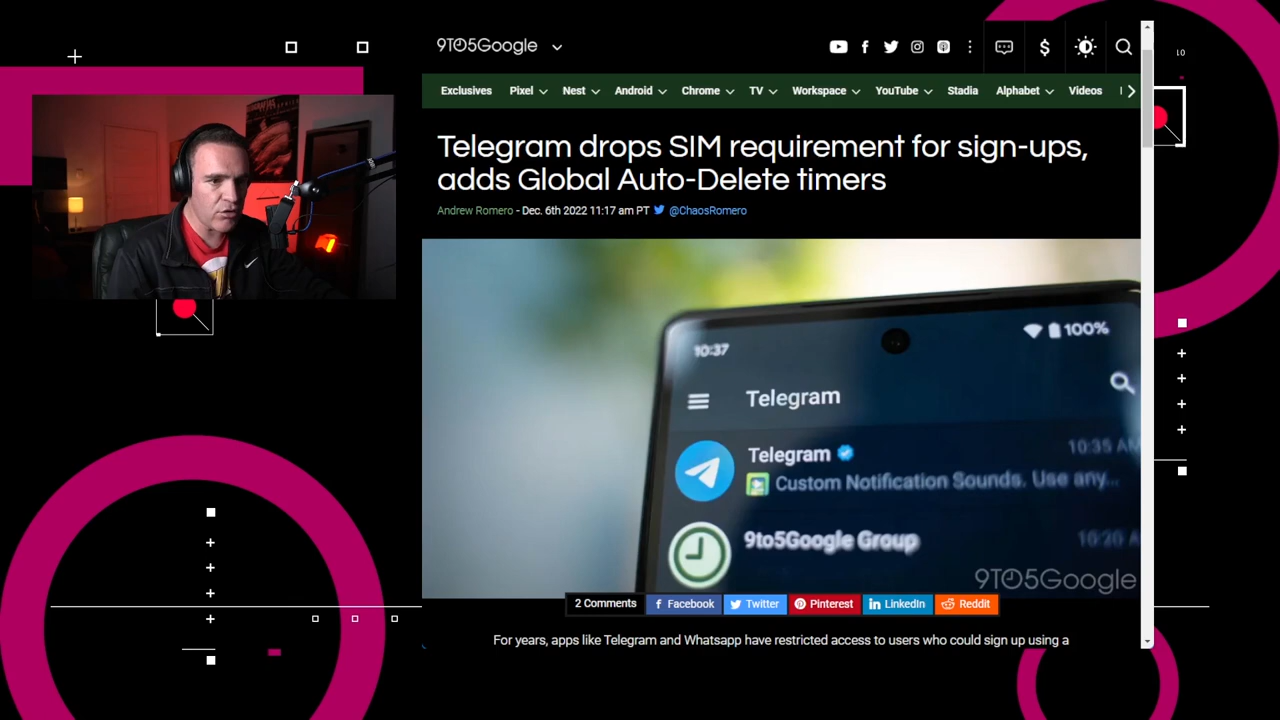 9TO5Google
Exclusives Pixel Nest Android Chrome TV Workspace YouTube Stadia Alphabet Videos
Telegram drops SIM requirement for sign-ups,
adds Global Auto-Delete timers
Andrew Romero - Dec. 6th 2022 11:17 am PT @ChaosRomero
10:37 100%
Telegram
Telegram 10:35 AM
Custom Notification Sounds. Use any...
9to5Google Group 10:26 A
9TO5Google
2 Comments Facebook Twitter Pinterest LinkedIn Reddit
For years, apps like Telegram and Whatsapp have restricted access to users who could sign up using a